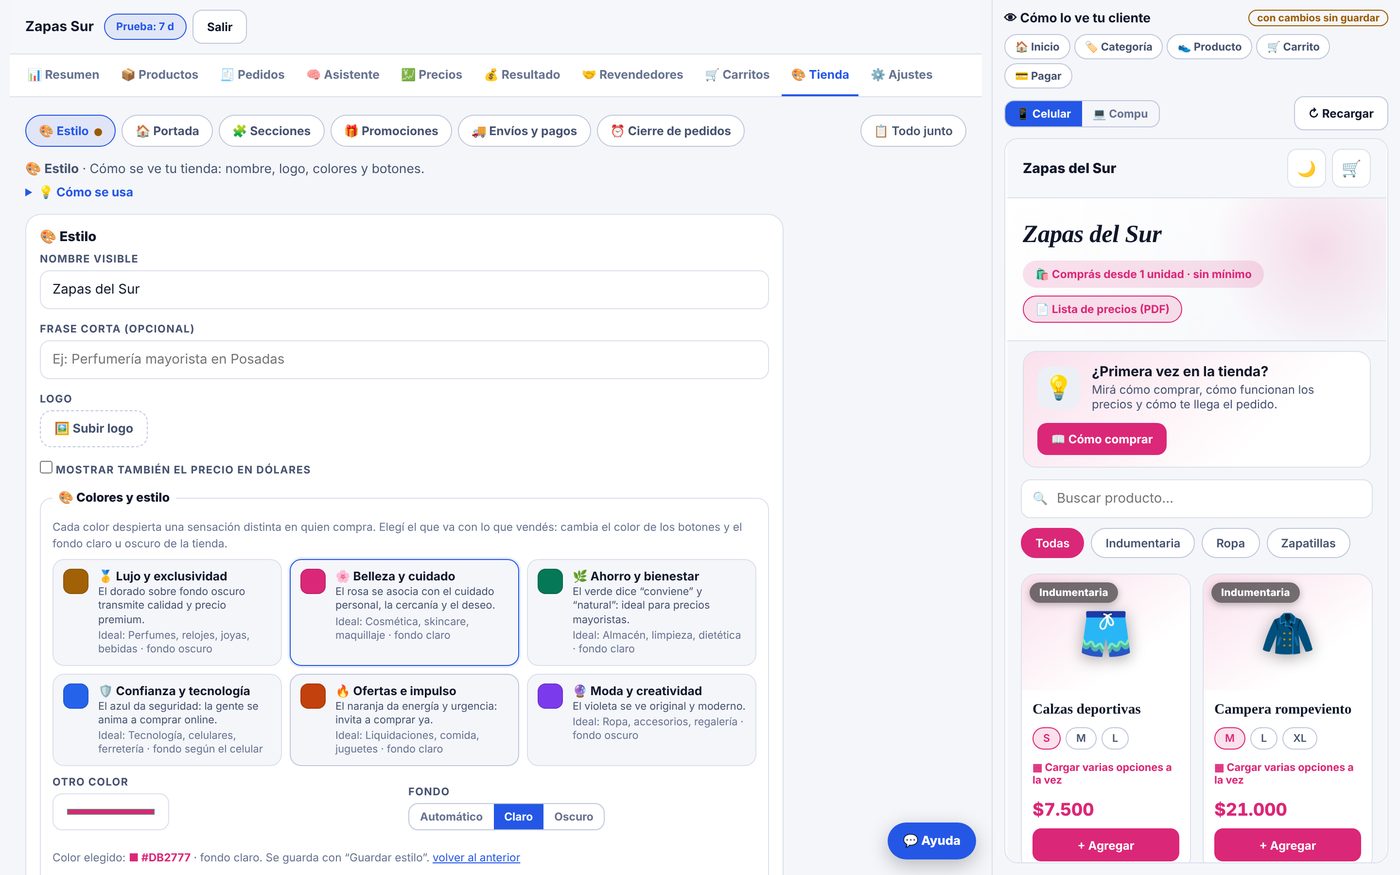 Zapas Sur
Prueba: 7 d
Salir
📊 Resumen
📦 Productos
🧾 Pedidos
🧠 Asistente
💹 Precios
💰 Resultado
🤝 Revendedores
🛒 Carritos
🎨 Tienda
⚙️ Ajustes
🎨 Estilo
🏠 Portada
🧩 Secciones
🎁 Promociones
🚚 Envíos y pagos
⏰ Cierre de pedidos
📋 Todo junto
🎨 Estilo · Cómo se ve tu tienda: nombre, logo, colores y botones.
💡 Cómo se usa
🎨 Estilo
NOMBRE VISIBLE
Zapas del Sur
FRASE CORTA (OPCIONAL)
Ej: Perfumería mayorista en Posadas
LOGO
🖼️ Subir logo
MOSTRAR TAMBIÉN EL PRECIO EN DÓLARES
🎨 Colores y estilo
Cada color despierta una sensación distinta en quien compra. Elegí el que va con lo que vendés: cambia el color de los botones y el
fondo claro u oscuro de la tienda.
🥇 Lujo y exclusividad
El dorado sobre fondo oscuro
transmite calidad y precio
premium.
Ideal: Perfumes, relojes, joyas,
bebidas · fondo oscuro
🌸 Belleza y cuidado
El rosa se asocia con el cuidado
personal, la cercanía y el deseo.
Ideal: Cosmética, skincare,
maquillaje · fondo claro
🌿 Ahorro y bienestar
El verde dice “conviene” y
“natural”: ideal para precios
mayoristas.
Ideal: Almacén, limpieza, dietética
· fondo claro
🛡️ Confianza y tecnología
El azul da seguridad: la gente se
anima a comprar online.
Ideal: Tecnología, celulares,
ferretería · fondo según el celular
🔥 Ofertas e impulso
El naranja da energía y urgencia:
invita a comprar ya.
Ideal: Liquidaciones, comida,
juguetes · fondo claro
🔮 Moda y creatividad
El violeta se ve original y moderno.
Ideal: Ropa, accesorios, regalería ·
fondo oscuro
OTRO COLOR
FONDO
Automático
Claro
Oscuro
Color elegido: #DB2777 · fondo claro. Se guarda con “Guardar estilo”. volver al anterior
💬 Ayuda
👁 Cómo lo ve tu cliente
con cambios sin guardar
🏠 Inicio
🏷️ Categoría
👟 Producto
🛒 Carrito
💳 Pagar
📱 Celular
💻 Compu
↻ Recargar
Zapas del Sur
Zapas del Sur
🛍️ Comprás desde 1 unidad · sin mínimo
📄 Lista de precios (PDF)
¿Primera vez en la tienda?
Mirá cómo comprar, cómo funcionan los
precios y cómo te llega el pedido.
📖 Cómo comprar
🔍 Buscar producto...
Todas
Indumentaria
Ropa
Zapatillas
Indumentaria
Calzas deportivas
S
M
L
▦ Cargar varias opciones a
la vez
$7.500
+ Agregar
Indumentaria
Campera rompeviento
M
L
XL
▦ Cargar varias opciones a
la vez
$21.000
+ Agregar